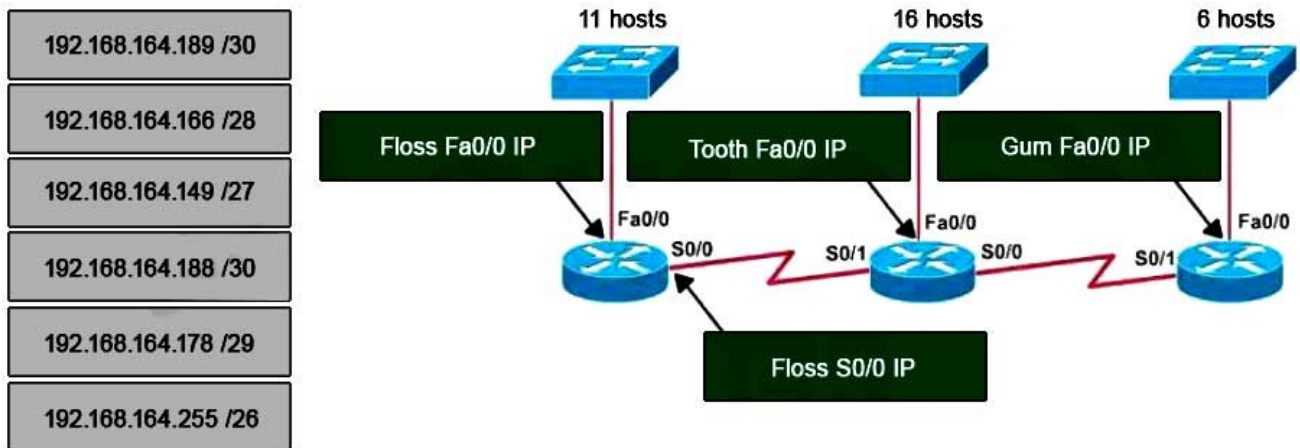 192.168.164.189 /30
192.168.164.166 /28
192.168.164.149 /27
192.168.164.188 /30
192.168.164.178 /29
192.168.164.255 /26
11 hosts
16 hosts
6 hosts
Floss Fa0/0 IP
Tooth Fa0/0 IP
Gum Fa0/0 IP
Fa0/0
Fa0/0
Fa0/0
S0/0
S0/1
S0/0
S0/1
Floss S0/0 IP